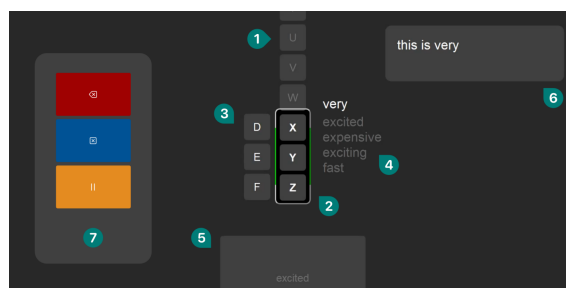 1
U
V
W
this is very
6
very
3
D
X
excited
expensive
E
Y
exciting
4
fast
F
Z
2
7
5
excited